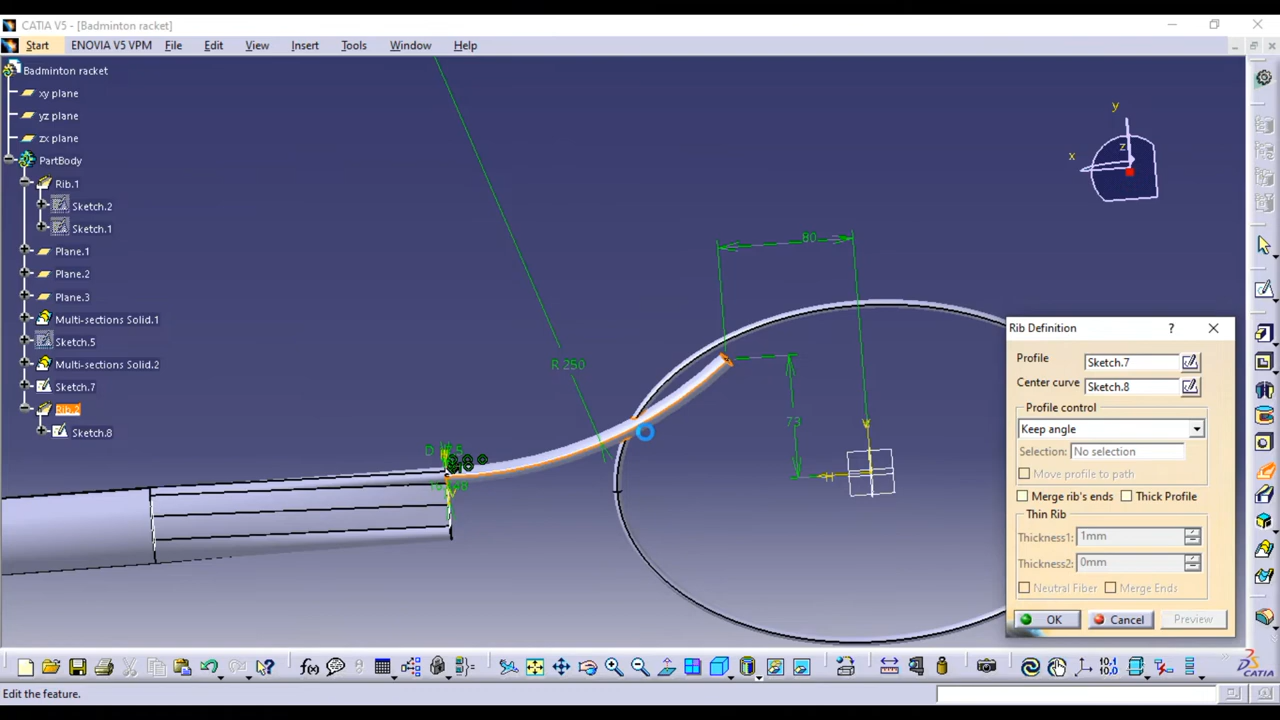 CATIA V5 - [Badminton racket]
Start ENOVIA V5 VPM File Edit View Insert Tools Window Help
Badminton racket
xy plane
yz plane
zx plane
PartBody
Rib.1
Sketch.2
Sketch.1
Plane.1
Plane.2
Plane.3
Multi-sections Solid.1
Sketch.5
Multi-sections Solid.2
Sketch.7
Rib.2
Sketch.8
y
x
z
80
R 250
73
H
Rib Definition ? 
Profile Sketch.7
Center curve Sketch.8
Profile control
Keep angle
Selection: No selection
Move profile to path
Merge rib's ends Thick Profile
Thin Rib
Thickness1: 1mm
Thickness2: 0mm
Neutral Fiber Merge Ends
OK Cancel Preview
f(x)
10,1
10,0
CATIA
Edit the feature.